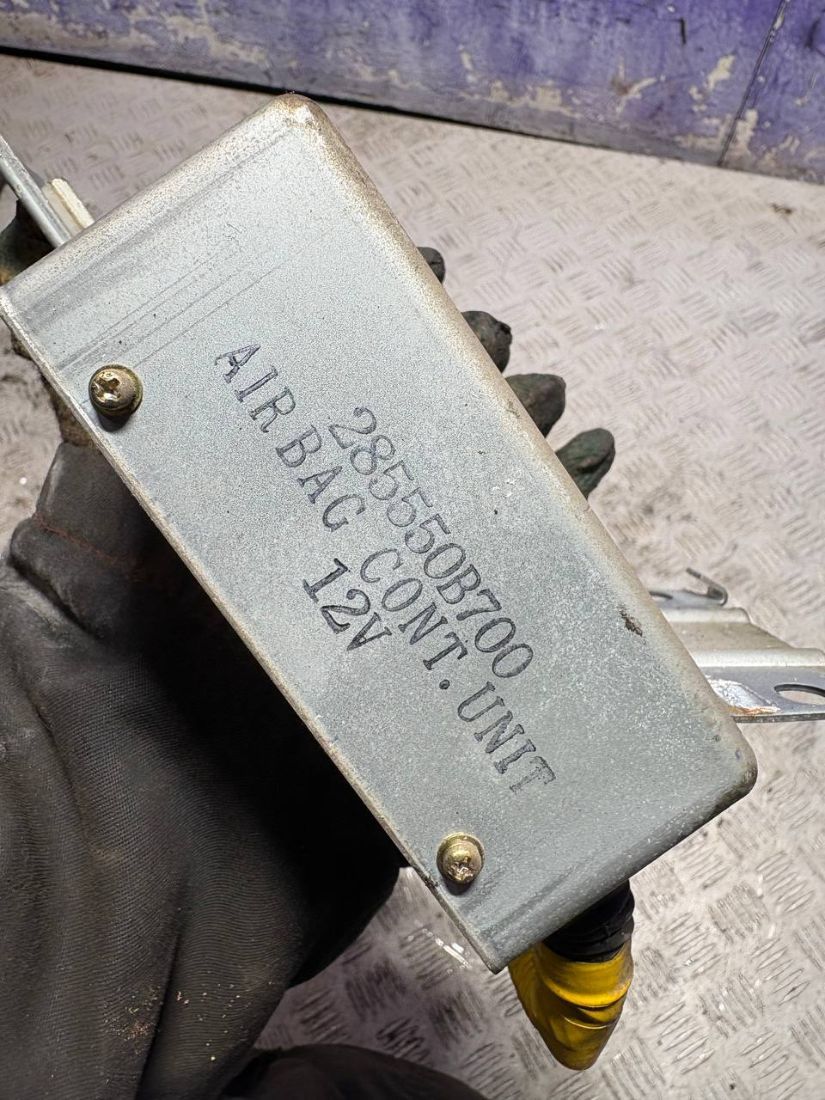 285550B700
AIR BAG CONT. UNIT
12V